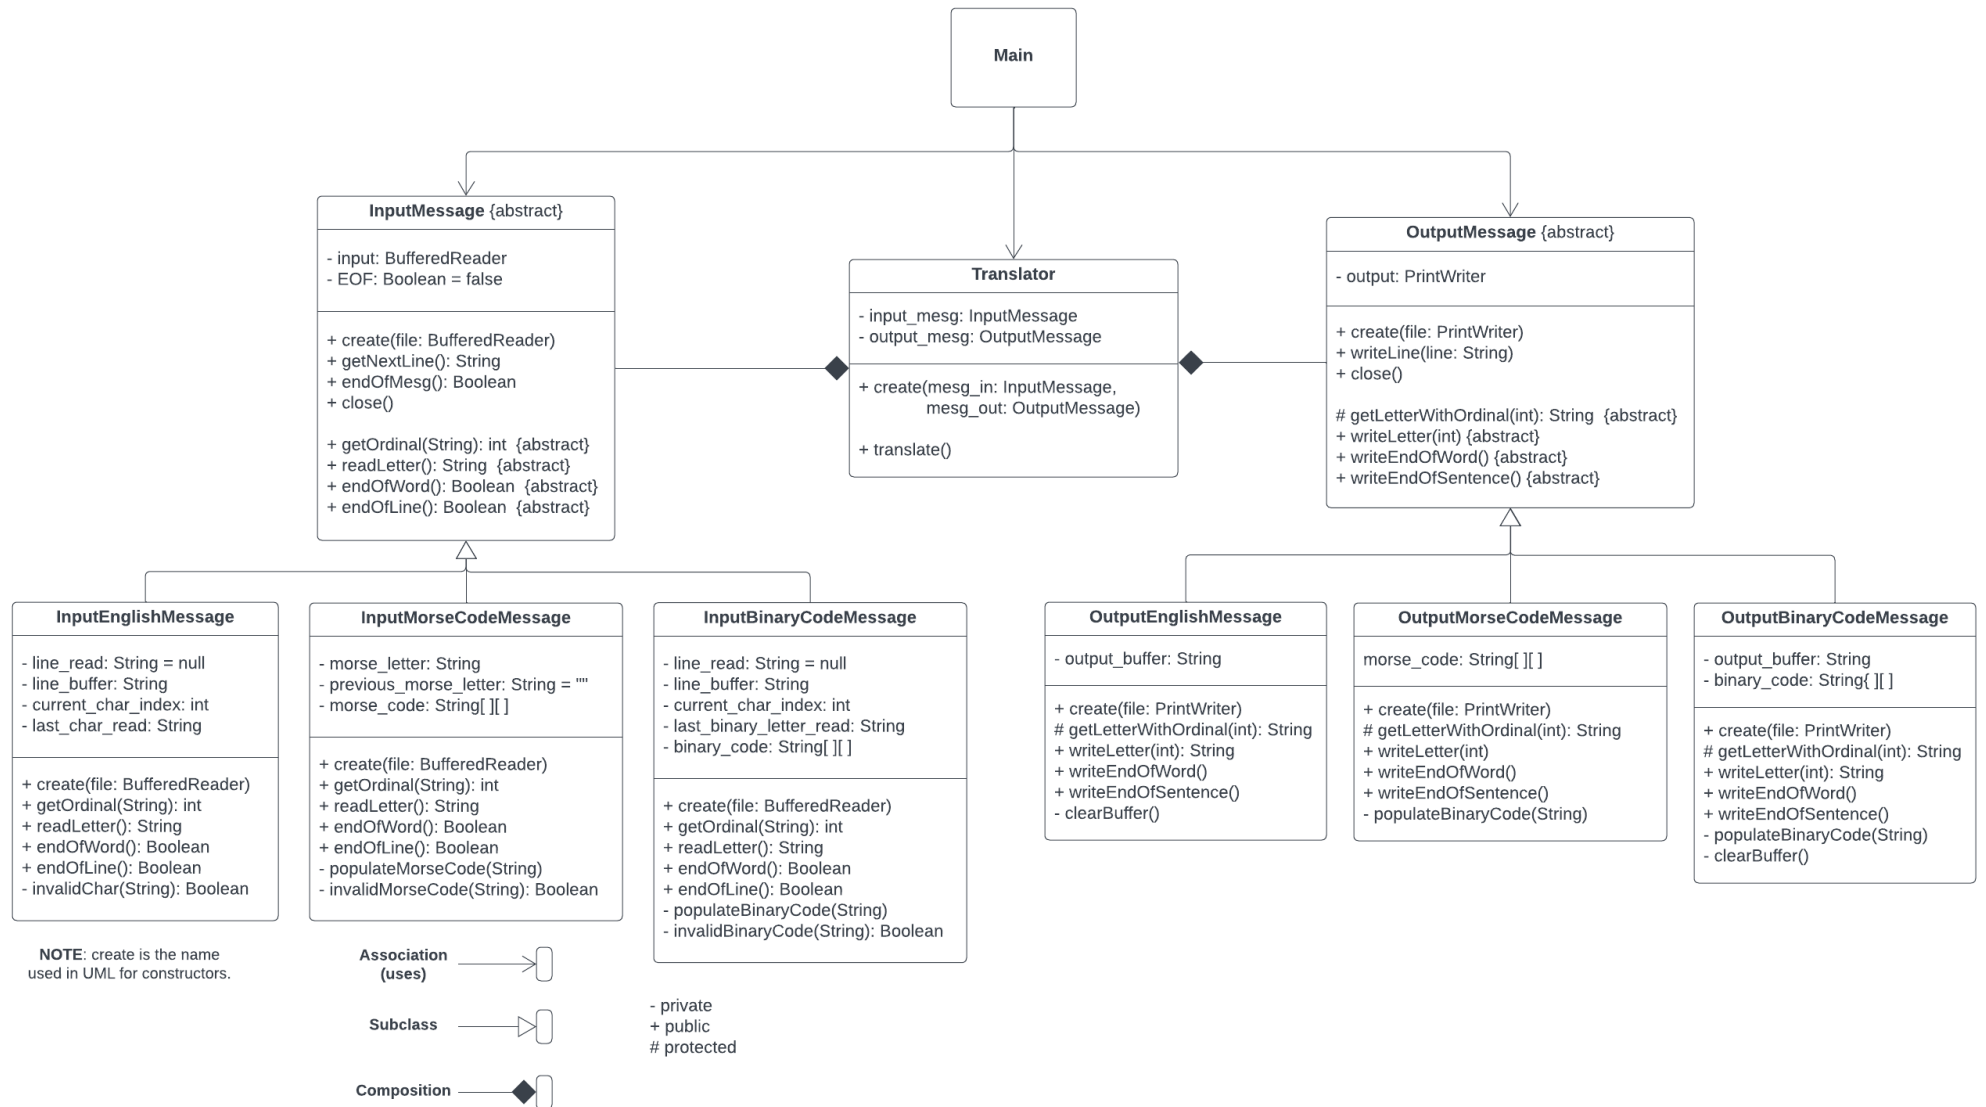 Main
InputMessage {abstract}
- input: BufferedReader
- EOF: Boolean = false
+ create(file: BufferedReader)
+ getNextLine(): String
+ endOfMesg(): Boolean
+ close()
+ getOrdinal(String): int {abstract}
+ readLetter(): String {abstract}
+ endOfWord(): Boolean {abstract}
+ endOfLine(): Boolean {abstract}
Translator
- input_mesg: InputMessage
- output_mesg: OutputMessage
+ create(mesg_in: InputMessage,
mesg_out: OutputMessage)
+ translate()
OutputMessage {abstract}
- output: PrintWriter
+ create(file: PrintWriter)
+ writeLine(line: String)
+ close()
# getLetterWithOrdinal(int): String {abstract}
+ writeLetter(int) {abstract}
+ writeEndOfWord() {abstract}
+ writeEndOfSentence() {abstract}
InputEnglishMessage
- line_read: String = null
- line_buffer: String
- current_char_index: int
- last_char_read: String
+ create(file: BufferedReader)
+ getOrdinal(String): int
+ readLetter(): String
+ endOfWord(): Boolean
+ endOfLine(): Boolean
- invalidChar(String): Boolean
InputMorseCodeMessage
- morse_letter: String
- previous_morse_letter: String = ""
- morse_code: String[ ][ ]
+ create(file: BufferedReader)
+ getOrdinal(String): int
+ readLetter(): String
+ endOfWord(): Boolean
+ endOfLine(): Boolean
- populateMorseCode(String)
- invalidMorseCode(String): Boolean
InputBinaryCodeMessage
- line_read: String = null
- line_buffer: String
- current_char_index: int
- last_binary_letter_read: String
- binary_code: String[ ][ ]
+ create(file: BufferedReader)
+ getOrdinal(String): int
+ readLetter(): String
+ endOfWord(): Boolean
+ endOfLine(): Boolean
- populateBinaryCode(String)
- invalidBinaryCode(String): Boolean
OutputEnglishMessage
- output_buffer: String
+ create(file: PrintWriter)
# getLetterWithOrdinal(int): String
+ writeLetter(int): String
+ writeEndOfWord()
+ writeEndOfSentence()
- clearBuffer()
OutputMorseCodeMessage
morse_code: String[ ][ ]
+ create(file: PrintWriter)
# getLetterWithOrdinal(int): String
+ writeLetter(int)
+ writeEndOfWord()
+ writeEndOfSentence()
- populateBinaryCode(String)
OutputBinaryCodeMessage
- output_buffer: String
- binary_code: String{ ][ ]
+ create(file: PrintWriter)
# getLetterWithOrdinal(int): String
+ writeLetter(int): String
+ writeEndOfWord()
+ writeEndOfSentence()
- populateBinaryCode(String)
- clearBuffer()
NOTE: create is the name
used in UML for constructors.
Association
(uses)
Subclass
Composition
- private
+ public
# protected